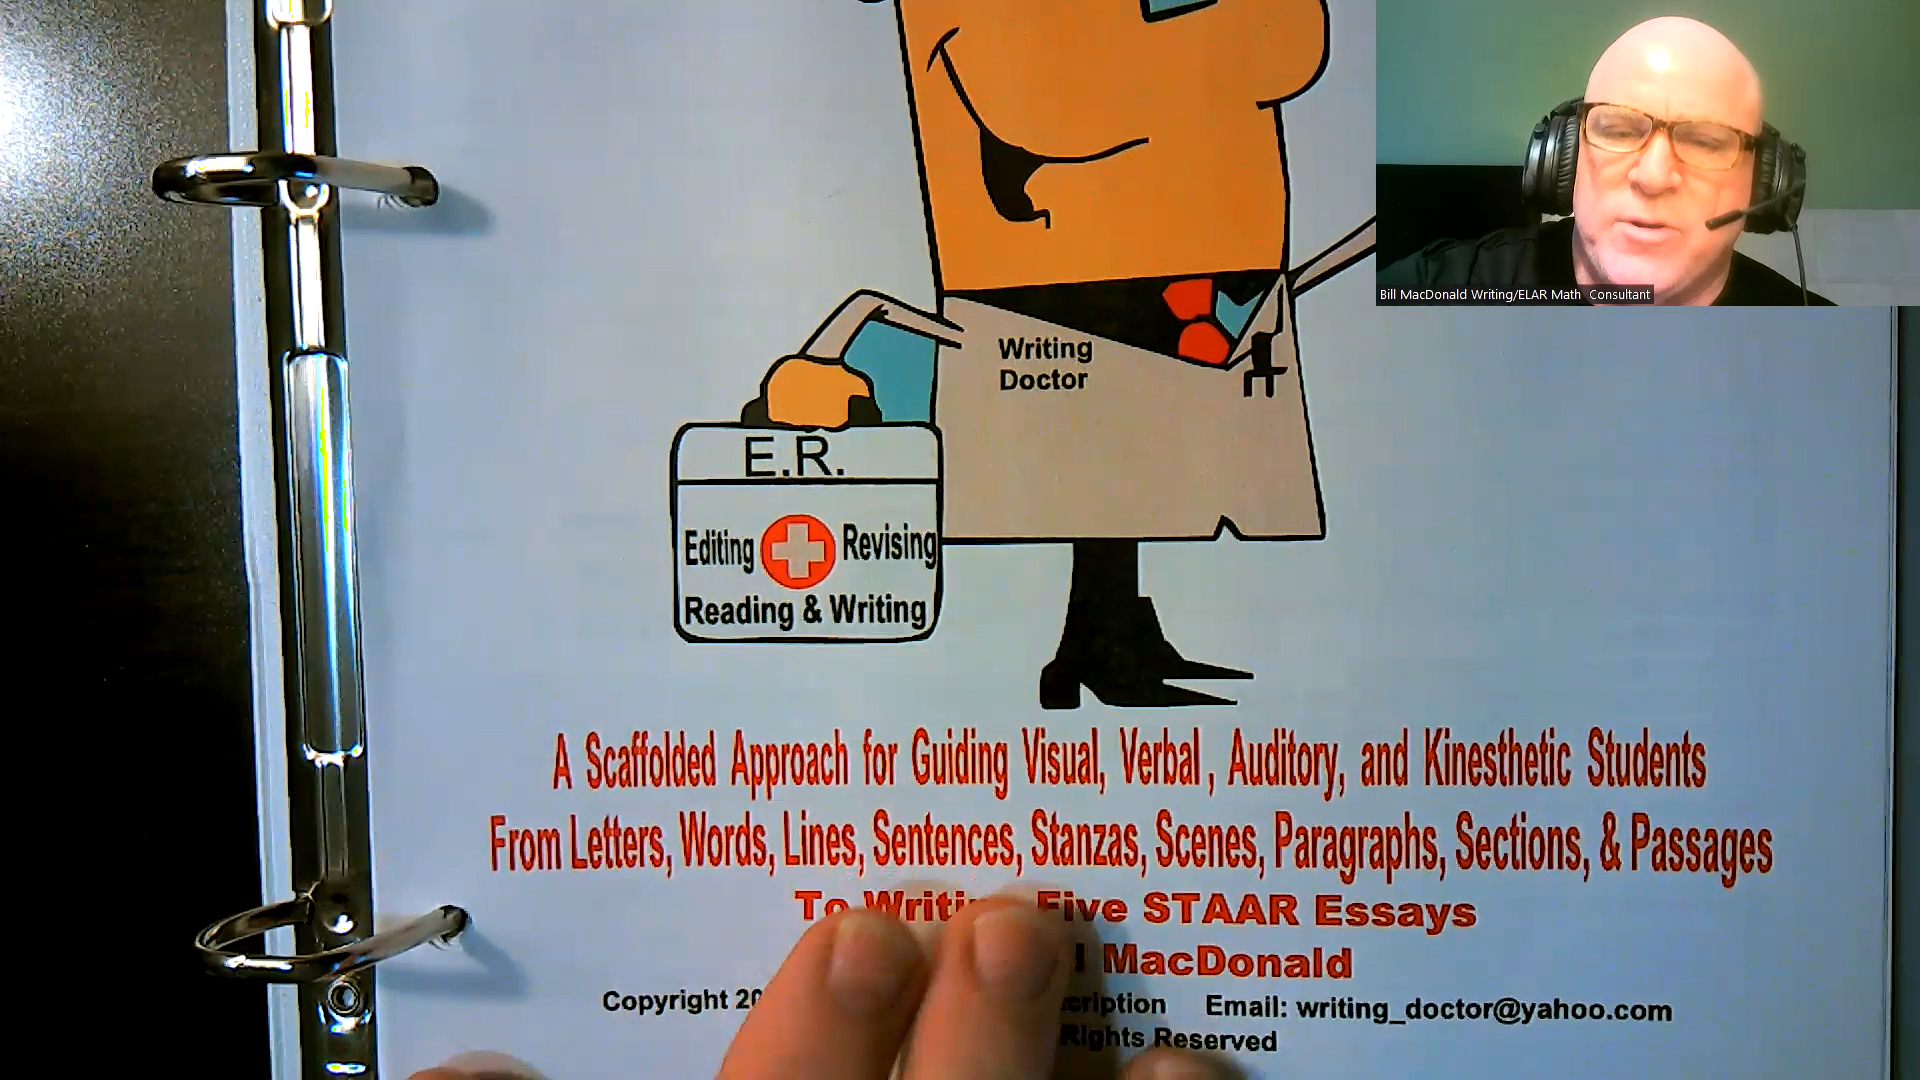 Bill MacDonald Writing/ELAR Math Consultant
Writing
Doctor
E.R.
Editing Revising
Reading & Writing
A Scaffolded Approach for Guiding Visual, Verbal, Auditory, and Kinesthetic Students
From Letters, Words, Lines, Sentences, Stanzas, Scenes, Paragraphs, Sections, & Passages
To Five STAAR Essays
MacDonald
Copyright Email: writing_doctor@yahoo.com
Rights Reserved